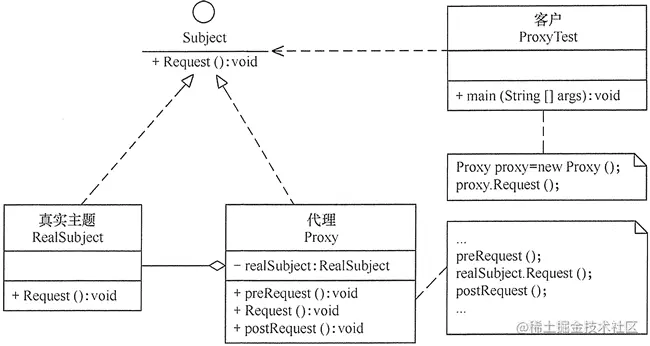 Subject
+ Request():void
客户
ProxyTest
+ main (String [] args):void
Proxy proxy=new Proxy();
proxy.Request();
真实主题
RealSubject
+ Request():void
代理
Proxy
- realSubject:RealSubject
+ preRequest():void
+ Request():void
+ postRequest():void
...
preRequest();
realSubject.Request();
postRequest();
...
@稀土掘金技术社区